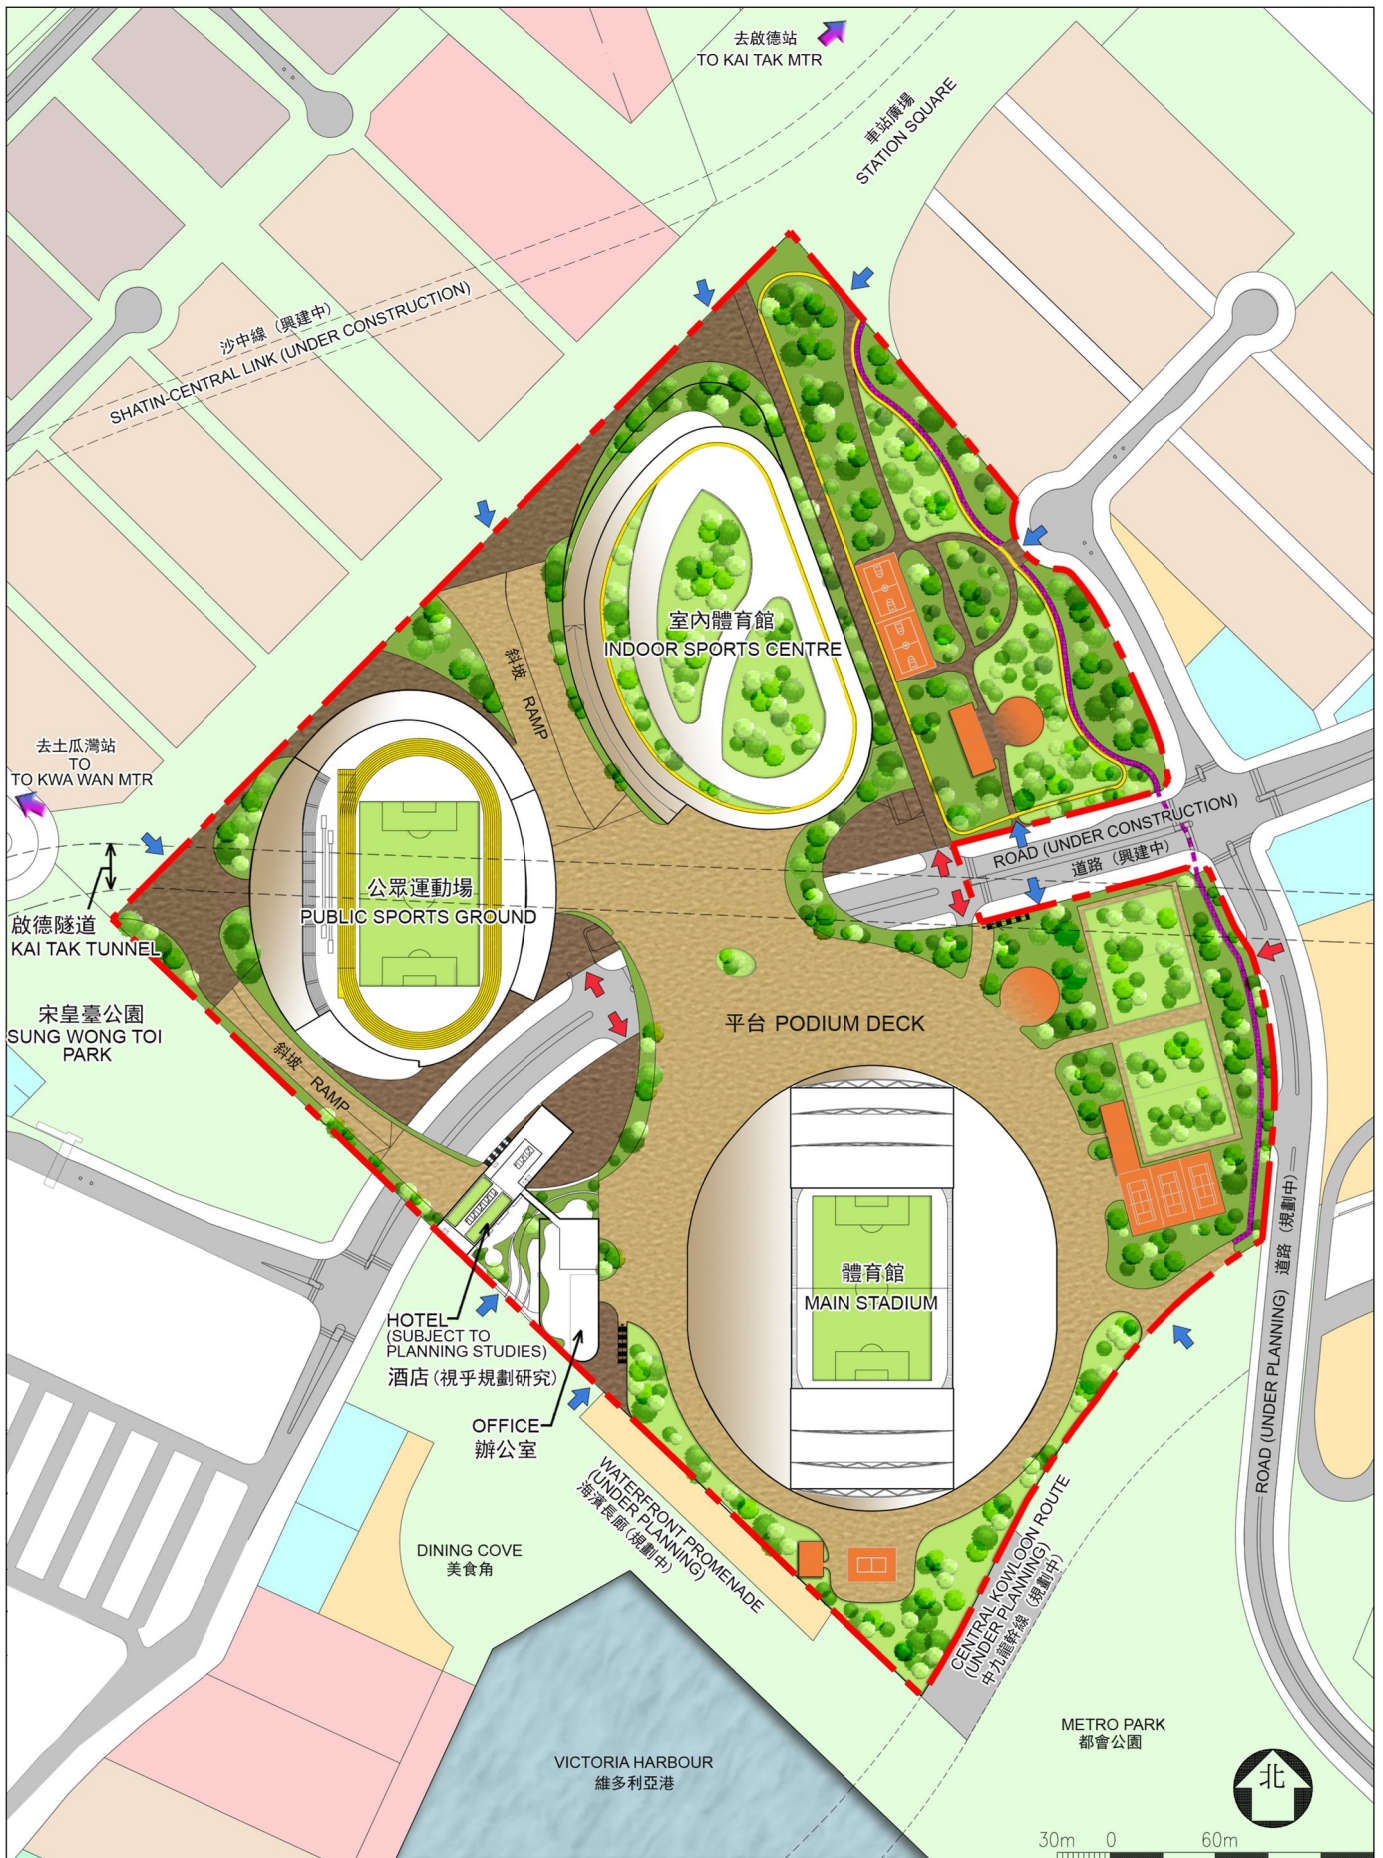 去啟德站
TO KAI TAK MTR
車站廣場
STATION SQUARE
沙中線 (興建中)
SHATIN-CENTRAL LINK (UNDER CONSTRUCTION)
室內體育館
INDOOR SPORTS CENTRE
斜坡 RAMP
去土瓜灣站
TO
TO KWA WAN MTR
ROAD (UNDER CONSTRUCTION)
道路 (興建中)
公眾運動場
PUBLIC SPORTS GROUND
啟德隧道
KAI TAK TUNNEL
宋皇臺公園
SUNG WONG TOI
PARK
平台 PODIUM DECK
斜坡 RAMP
體育館
MAIN STADIUM
ROAD (UNDER PLANNING) 道路 (規劃中)
HOTEL
(SUBJECT TO
PLANNING STUDIES)
酒店 (視乎規劃研究)
OFFICE
辦公室
WATERFRONT PROMENADE
(UNDER PLANNING)
海濱長廊 (規劃中)
CENTRAL KOWLOON ROUTE
(UNDER PLANNING)
中九龍幹線 (規劃中)
DINING COVE
美食角
METRO PARK
都會公園
VICTORIA HARBOUR
維多利亞港
北
30m 0 60m